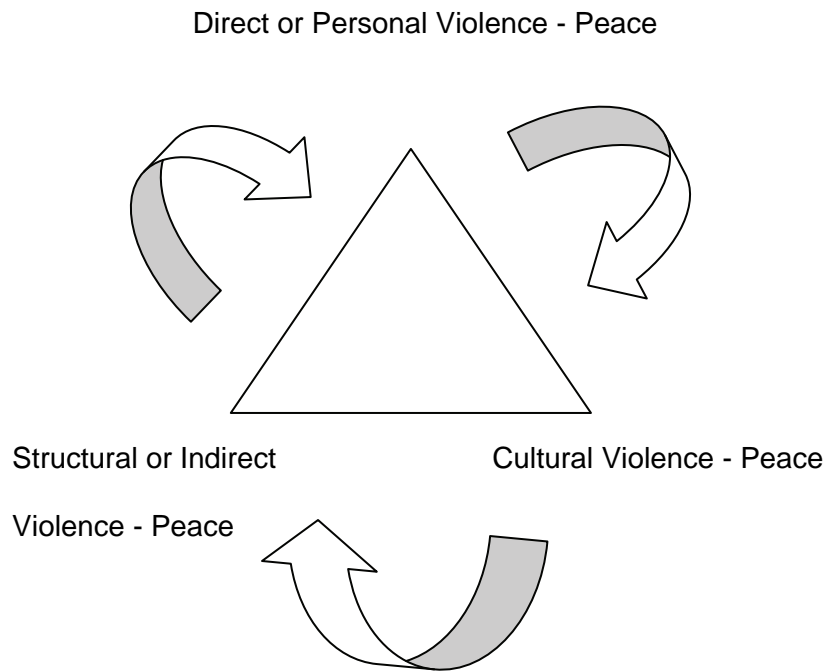 Direct or Personal Violence - Peace
Structural or Indirect
Violence - Peace
Cultural Violence - Peace